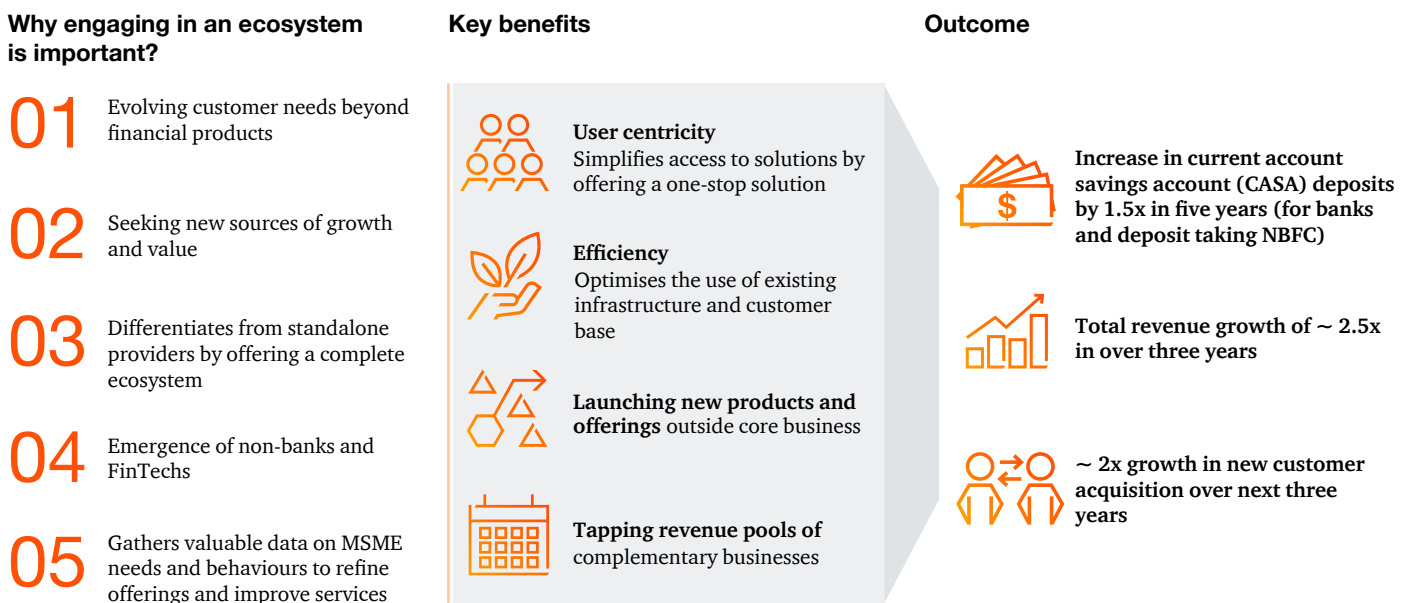 Why engaging in an ecosystem
is important?
01
Evolving customer needs beyond
financial products
02
Seeking new sources of growth
and value
03
Differentiates from standalone
providers by offering a complete
ecosystem
04
Emergence of non-banks and
FinTechs
05
Gathers valuable data on MSME
needs and behaviours to refine
offerings and improve services
Key benefits
User centricity
Simplifies access to solutions by
offering a one-stop solution
Efficiency
Optimises the use of existing
infrastructure and customer
base
Launching new products and
offerings outside core business
Tapping revenue pools of
complementary businesses
Outcome
$
Increase in current account
savings account (CASA) deposits
by 1.5x in five years (for banks
and deposit taking NBFC)
Total revenue growth of ~ 2.5x
in over three years
~ 2x growth in new customer
acquisition over next three
years